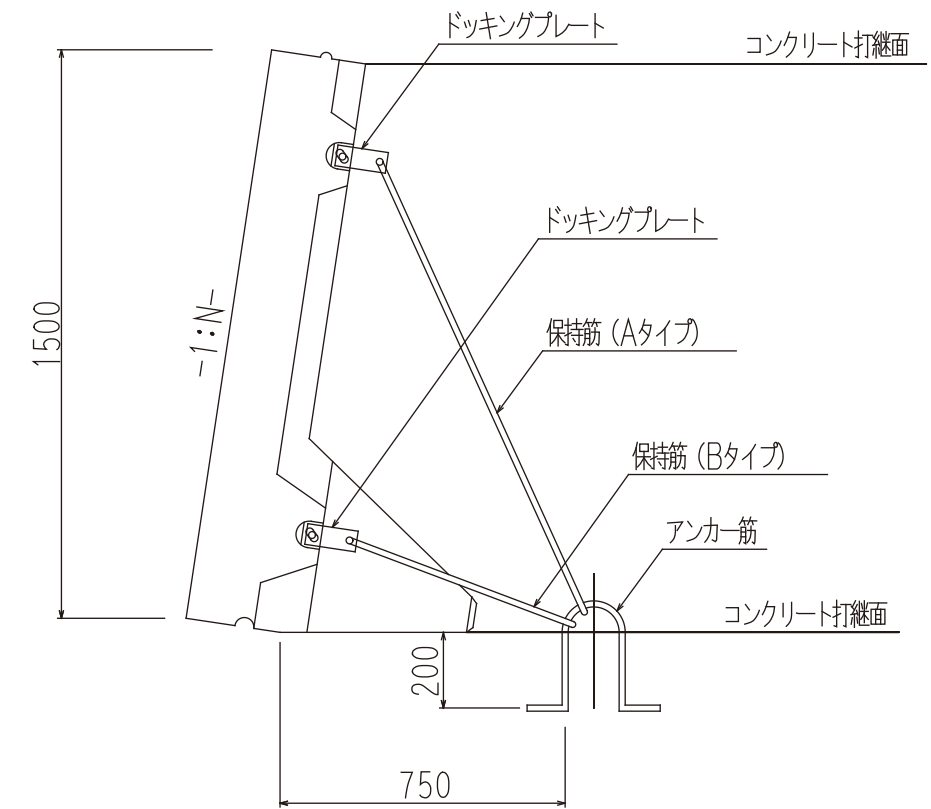 ドッキングプレート
コンクリート打継面
ドッキングプレート
1:N
1500
保持筋（Aタイプ）
保持筋（Bタイプ）
アンカー筋
コンクリート打継面
200
750